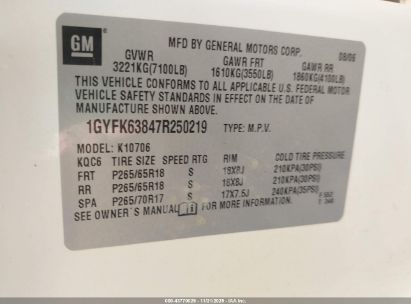 GM
MFD BY GENERAL MOTORS CORP. 08/06
GVWR GAWR FRT GAWR RR
3221KG(7100LB) 1610KG(3550LB) 1860KG(4100LB)
THIS VEHICLE CONFORMS TO ALL APPLICABLE U.S. FEDERAL MOTOR
VEHICLE SAFETY STANDARDS IN EFFECT ON THE DATE OF
MANUFACTURE SHOWN ABOVE.
1GYFK63847R250219 TYPE: M.P.V.
MODEL: K10706
KQC6 TIRE SIZE SPEED RTG RIM COLD TIRE PRESSURE
FRT P265/65R18 S 18X8J 210KPA(30PSI)
RR P265/65R18 S 18X8J 210KPA(30PSI)
SPA P265/70R17 S 17X7.5J 240KPA(35PSI)
SEE OWNER'S MANUAL FOR MORE INFORMATION.